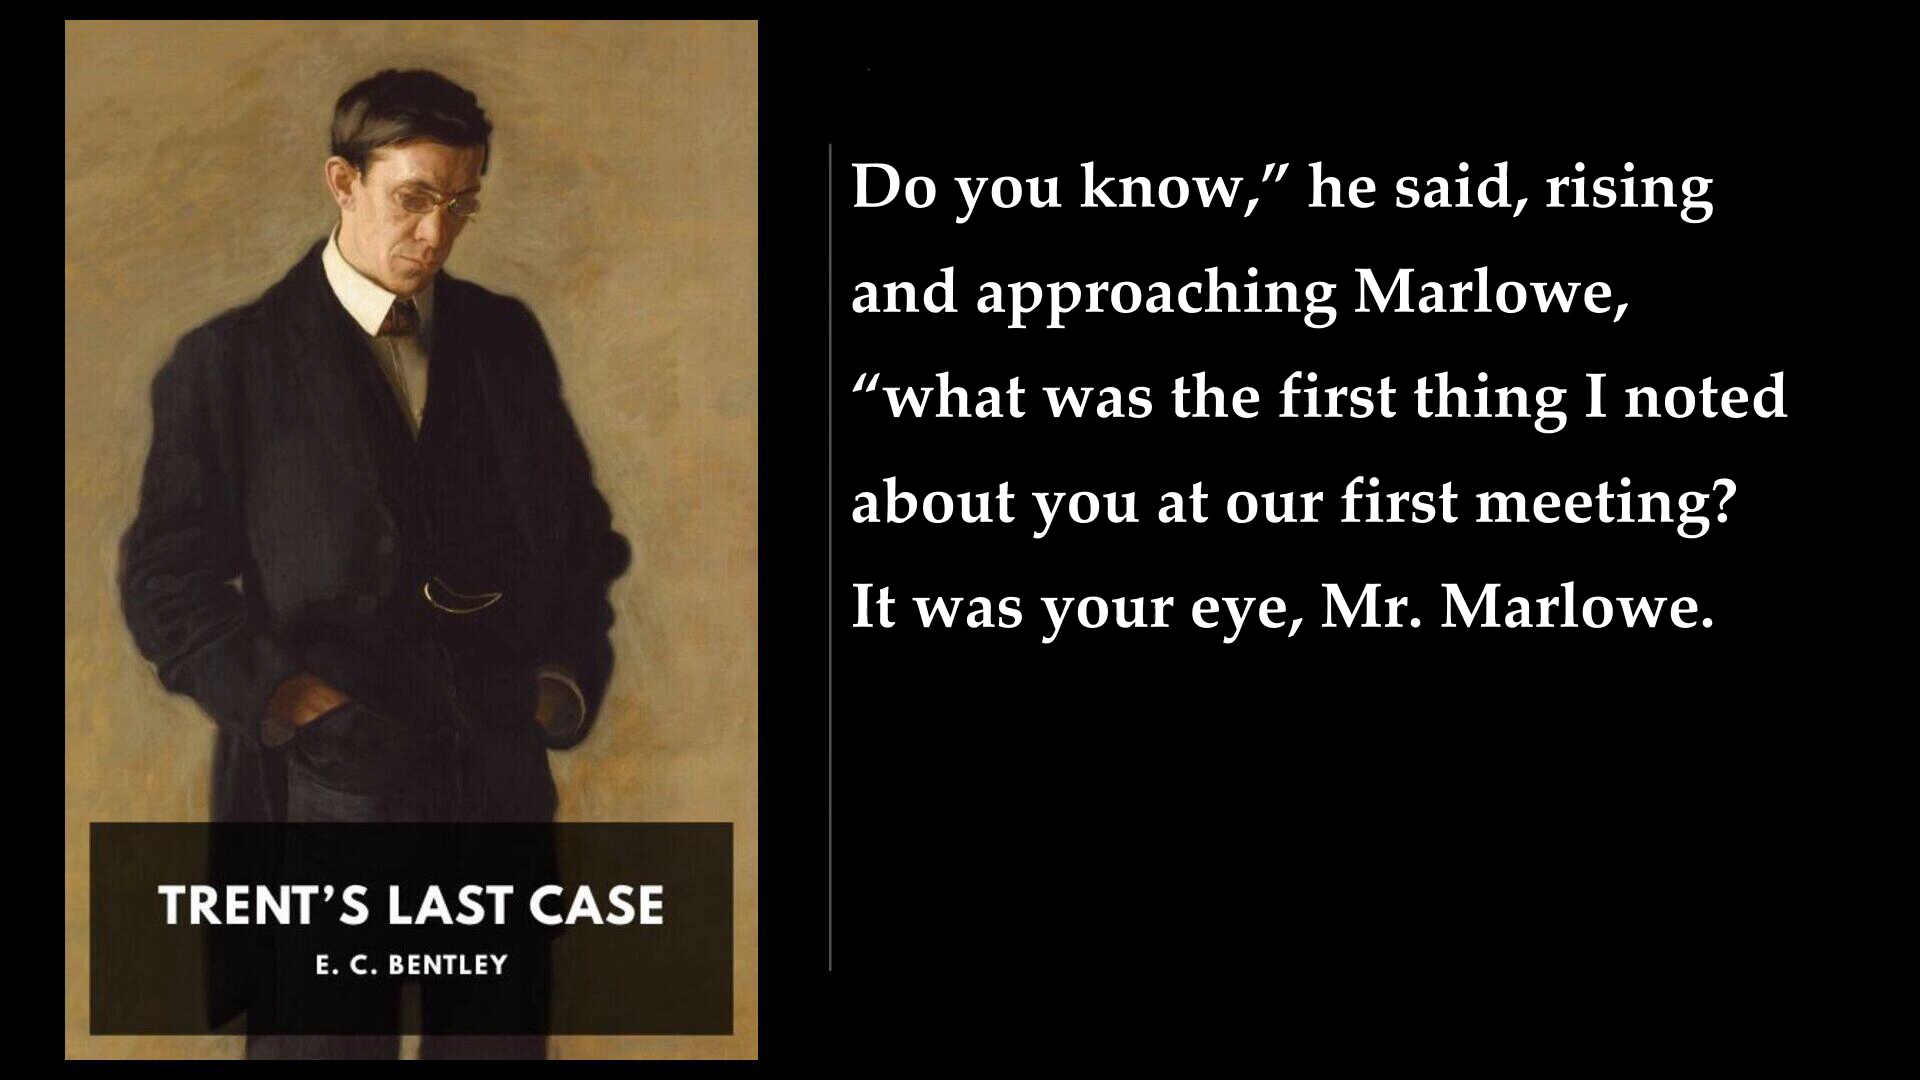 TRENT’S LAST CASE
E. C. BENTLEY
Do you know,” he said, rising
and approaching Marlowe,
“what was the first thing I noted
about you at our first meeting?
It was your eye, Mr. Marlowe.